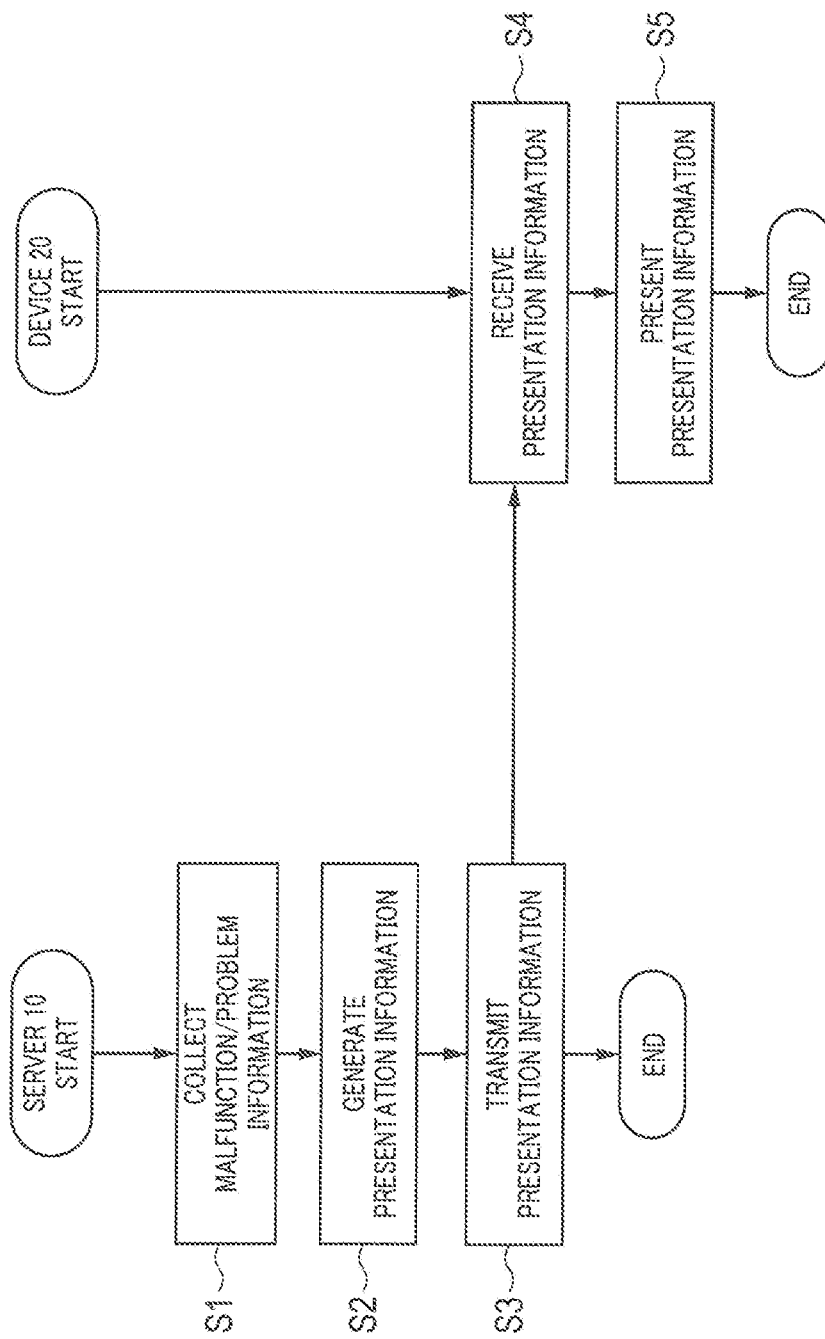 SERVER 10
START
S1
COLLECT
MALFUNCTION/PROBLEM
INFORMATION
S2
GENERATE
PRESENTATION INFORMATION
S3
TRANSMIT
PRESENTATION INFORMATION
END
DEVICE 20
START
RECEIVE
PRESENTATION INFORMATION
S4
PRESENT
PRESENTATION INFORMATION
S5
END